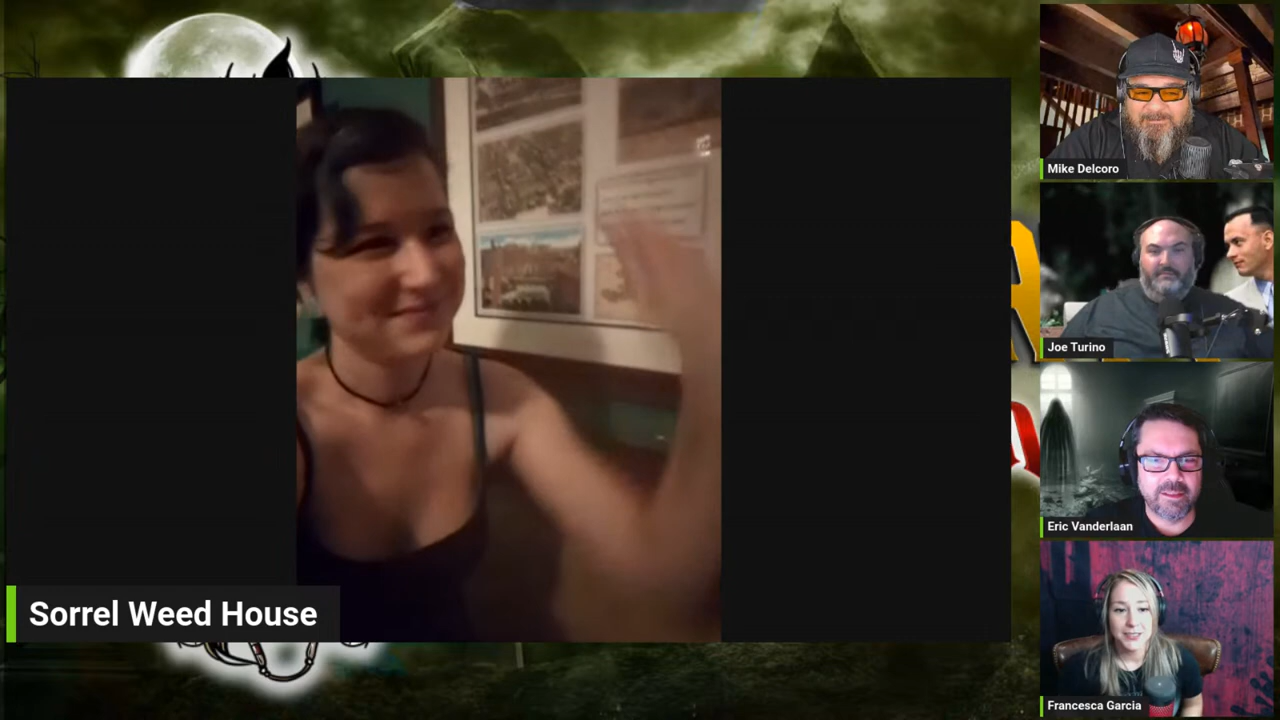 Sorrel Weed House
Mike Delcoro
Joe Turino
Eric Vanderlaan
Francesca Garcia